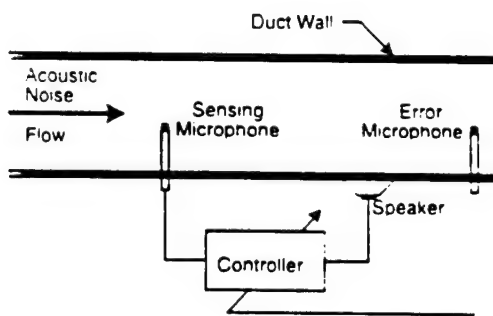 Duct Wall
Acoustic
Noise
Flow
Sensing
Microphone
Error
Microphone
Speaker
Controller